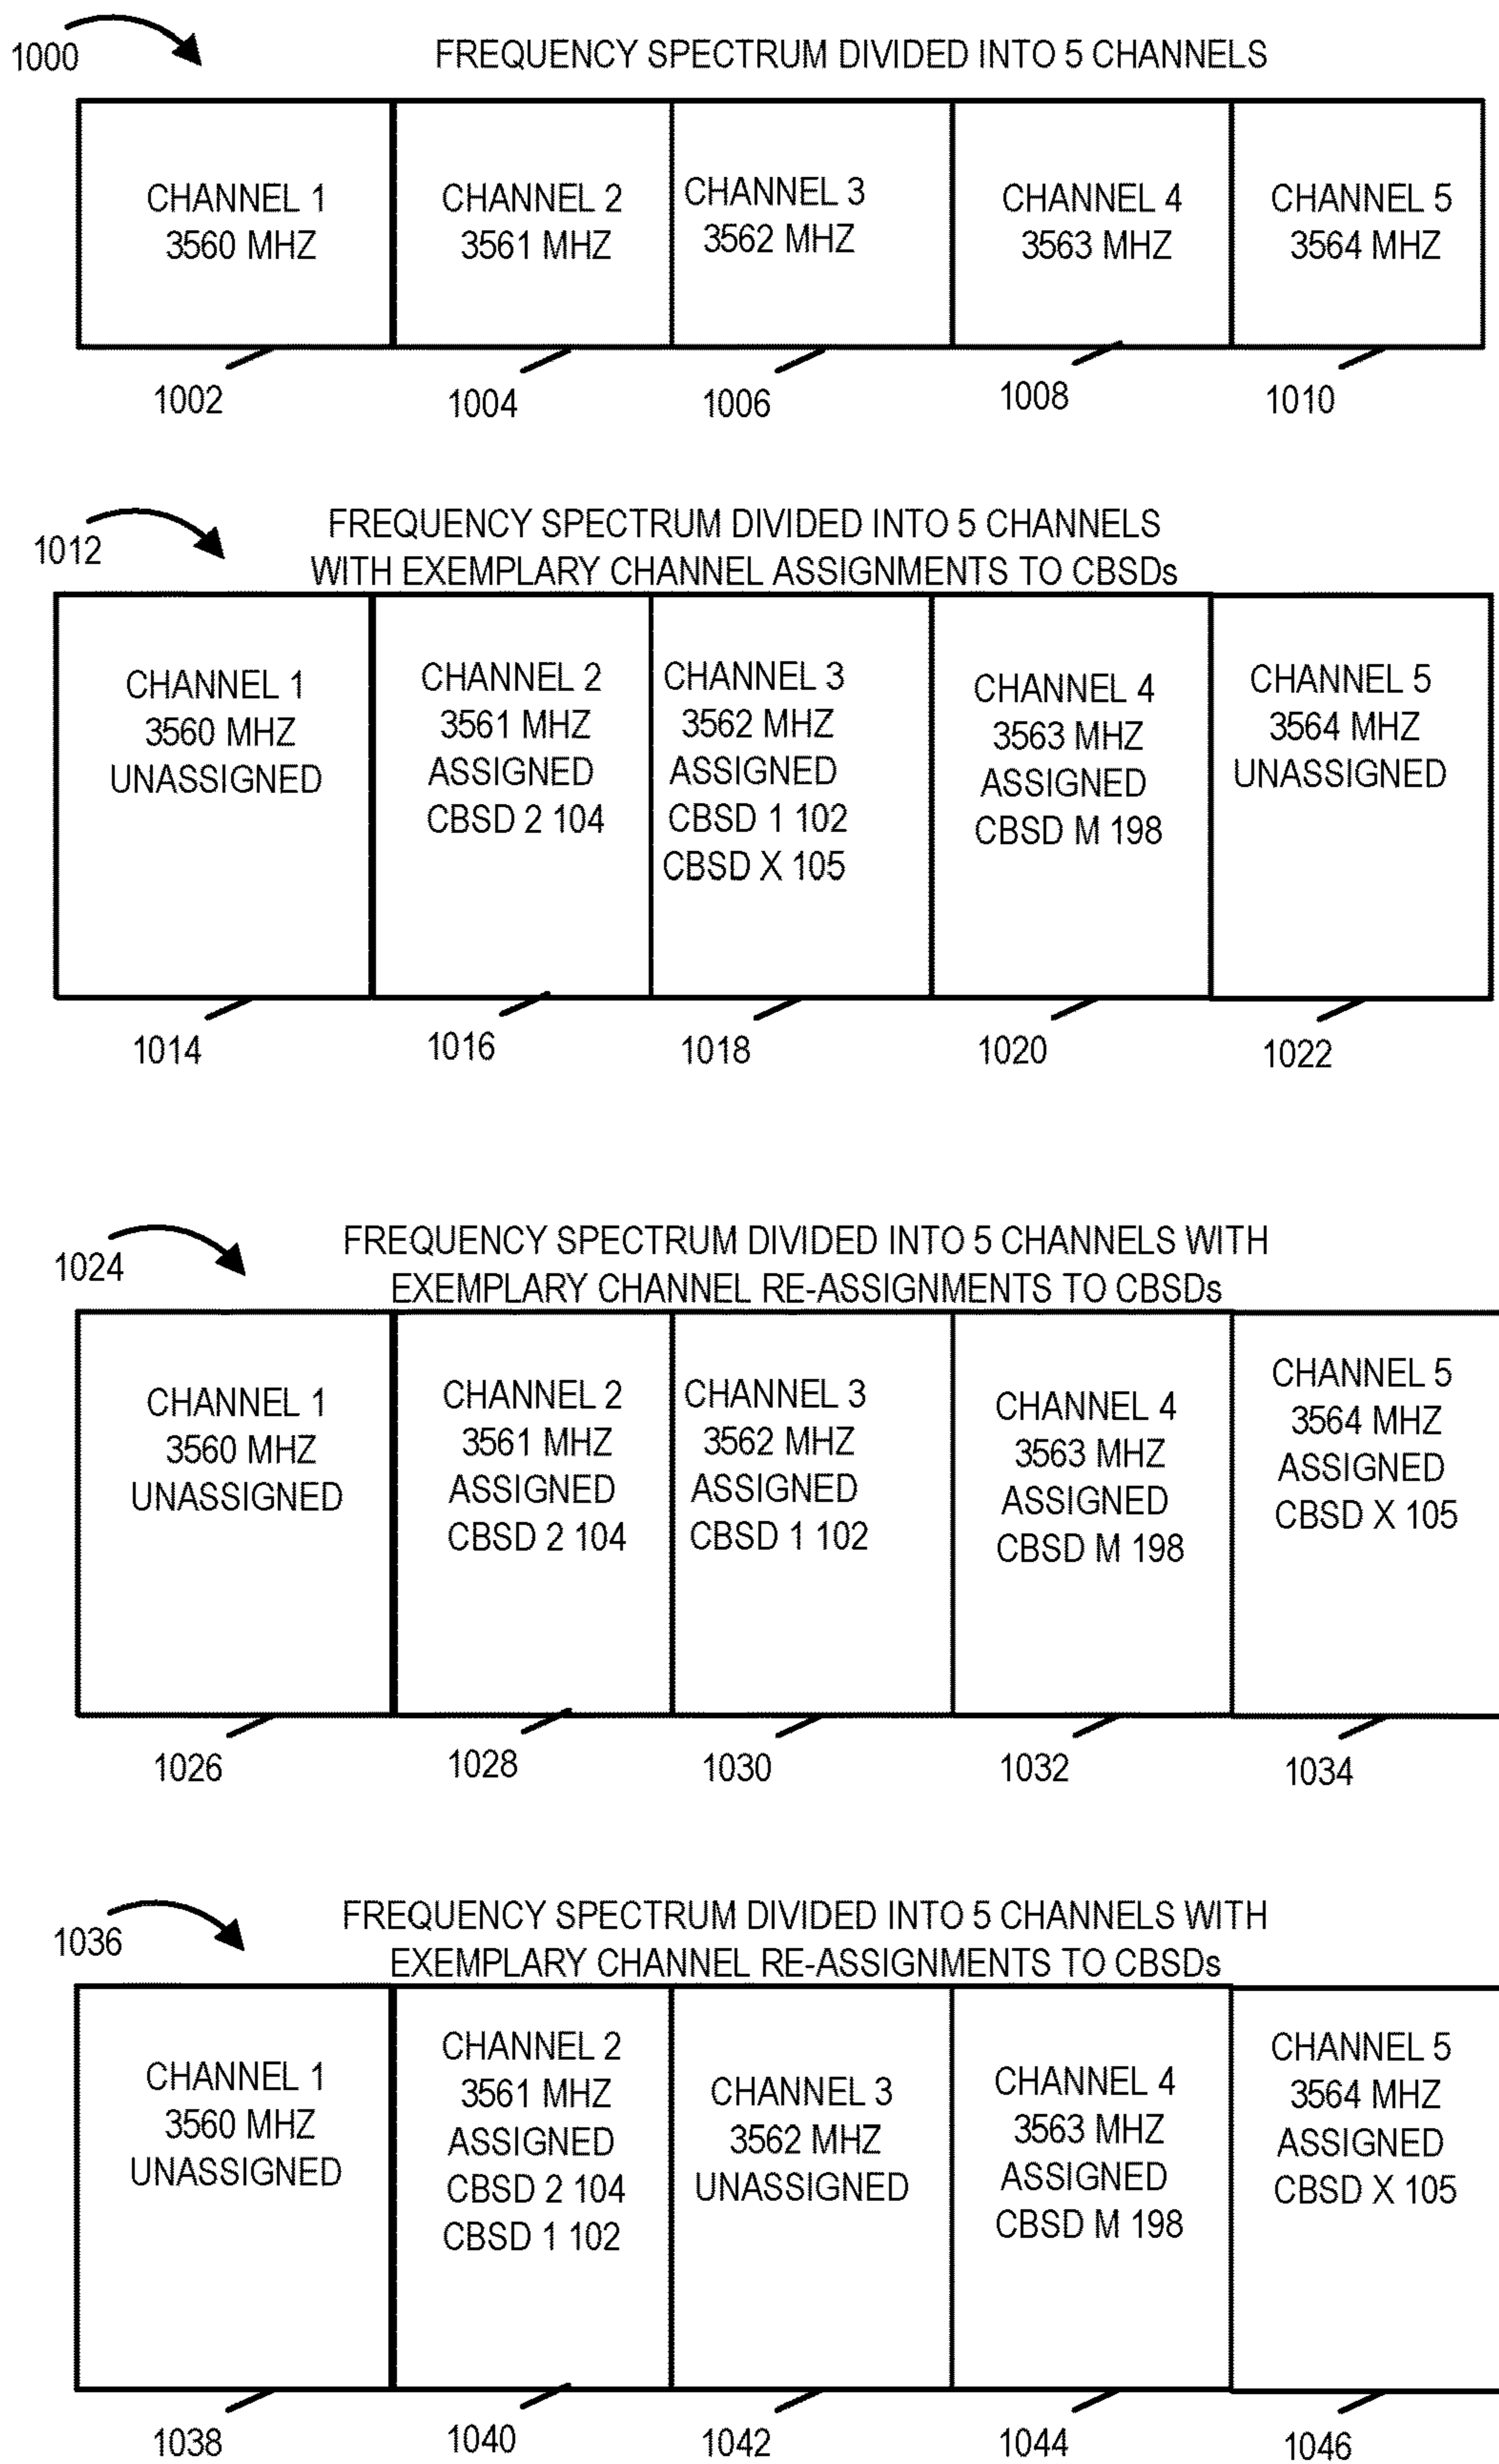 1000
FREQUENCY SPECTRUM DIVIDED INTO 5 CHANNELS
CHANNEL 1
3560 MHZ
CHANNEL 2
3561 MHZ
CHANNEL 3
3562 MHZ
CHANNEL 4
3563 MHZ
CHANNEL 5
3564 MHZ
1002
1004
1006
1008
1010
1012
FREQUENCY SPECTRUM DIVIDED INTO 5 CHANNELS
WITH EXEMPLARY CHANNEL ASSIGNMENTS TO CBSDs
CHANNEL 1
3560 MHZ
UNASSIGNED
CHANNEL 2
3561 MHZ
ASSIGNED
CBSD 2 104
CHANNEL 3
3562 MHZ
ASSIGNED
CBSD 1 102
CBSD X 105
CHANNEL 4
3563 MHZ
ASSIGNED
CBSD M 198
CHANNEL 5
3564 MHZ
UNASSIGNED
1014
1016
1018
1020
1022
1024
FREQUENCY SPECTRUM DIVIDED INTO 5 CHANNELS WITH
EXEMPLARY CHANNEL RE-ASSIGNMENTS TO CBSDs
CHANNEL 1
3560 MHZ
UNASSIGNED
CHANNEL 2
3561 MHZ
ASSIGNED
CBSD 2 104
CHANNEL 3
3562 MHZ
ASSIGNED
CBSD 1 102
CHANNEL 4
3563 MHZ
ASSIGNED
CBSD M 198
CHANNEL 5
3564 MHZ
ASSIGNED
CBSD X 105
1026
1028
1030
1032
1034
1036
FREQUENCY SPECTRUM DIVIDED INTO 5 CHANNELS WITH
EXEMPLARY CHANNEL RE-ASSIGNMENTS TO CBSDs
CHANNEL 1
3560 MHZ
UNASSIGNED
CHANNEL 2
3561 MHZ
ASSIGNED
CBSD 2 104
CBSD 1 102
CHANNEL 3
3562 MHZ
UNASSIGNED
CHANNEL 4
3563 MHZ
ASSIGNED
CBSD M 198
CHANNEL 5
3564 MHZ
ASSIGNED
CBSD X 105
1038
1040
1042
1044
1046